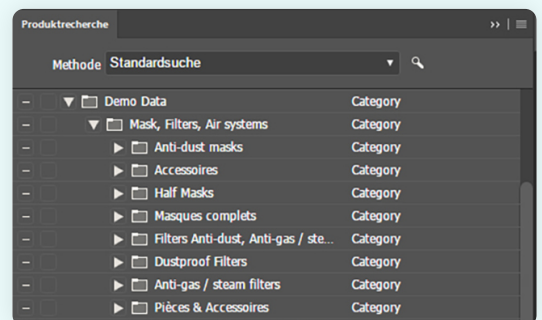 Produktrecherche
Methode Standardsuche
Demo Data Category
Mask, Filters, Air systems Category
Anti-dust masks Category
Accessoires Category
Half Masks Category
Masques complets Category
Filters Anti-dust, Anti-gas / ste... Category
Dustproof Filters Category
Anti-gas / steam filters Category
Pièces & Accessoires Category